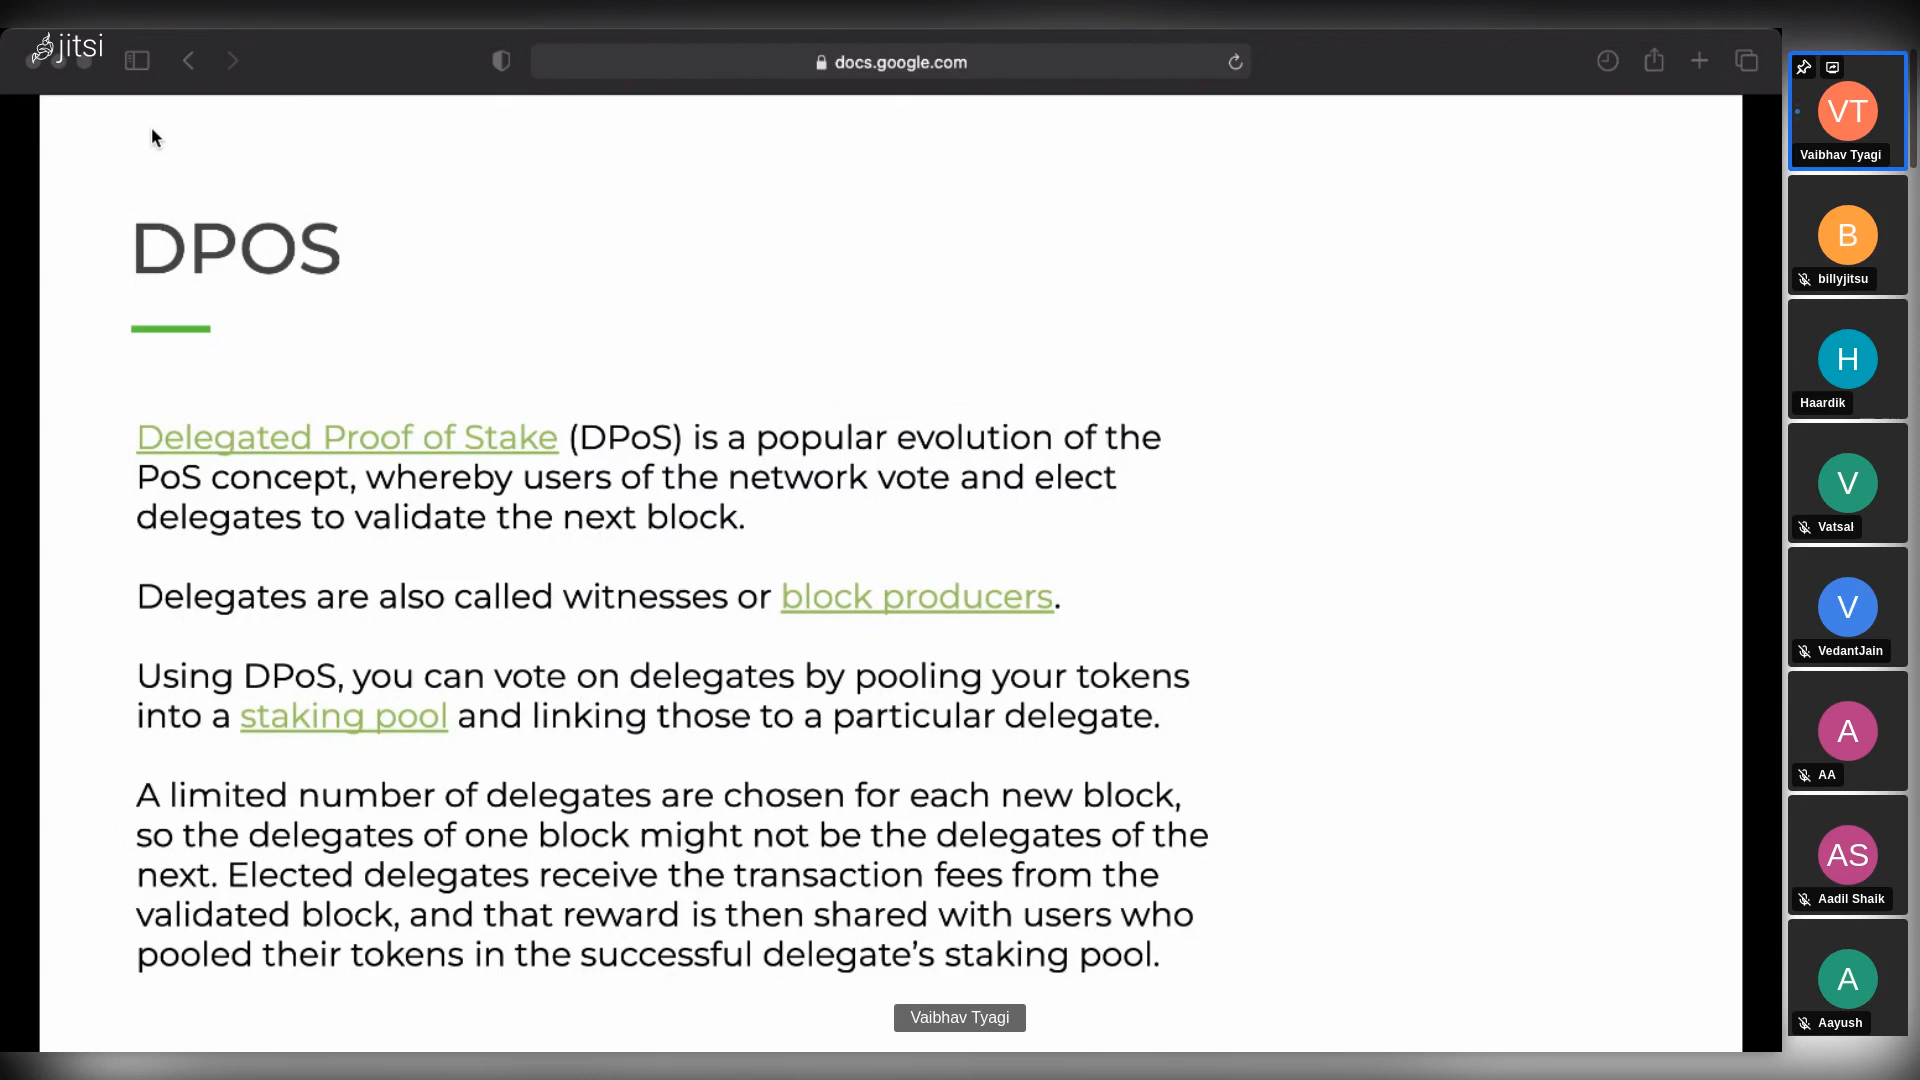 jitsi
docs.google.com
DPOS
Delegated Proof of Stake (DPoS) is a popular evolution of the
PoS concept, whereby users of the network vote and elect
delegates to validate the next block.
Delegates are also called witnesses or block producers.
Using DPoS, you can vote on delegates by pooling your tokens
into a staking pool and linking those to a particular delegate.
A limited number of delegates are chosen for each new block,
so the delegates of one block might not be the delegates of the
next. Elected delegates receive the transaction fees from the
validated block, and that reward is then shared with users who
pooled their tokens in the successful delegate’s staking pool.
Vaibhav Tyagi
VT
Vaibhav Tyagi
B
billyjitsu
H
Haardik
V
Vatsal
V
VedantJain
A
AA
AS
Aadil Shaik
A
Aayush